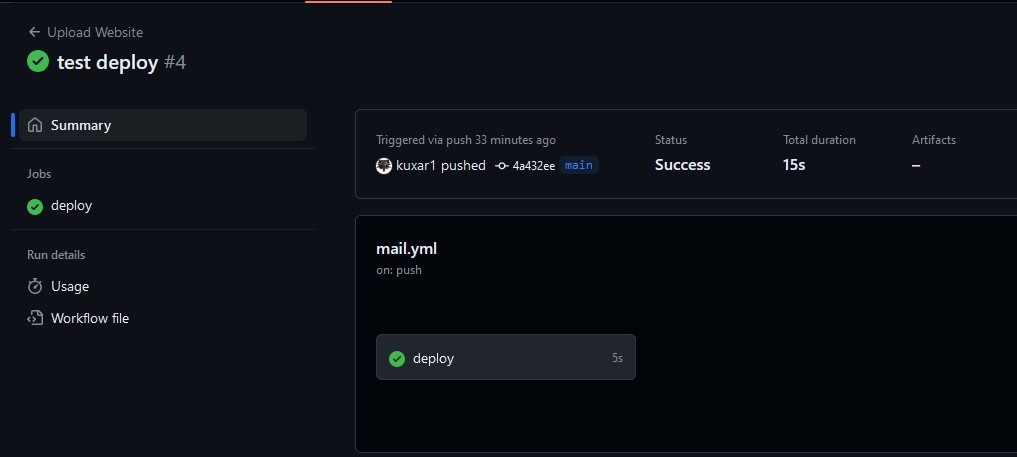 Upload Website
test deploy #4
Summary
Jobs
deploy
Run details
Usage
Workflow file
Triggered via push 33 minutes ago
kuxar1 pushed 4a432ee main
Status
Success
Total duration
15s
Artifacts
–
mail.yml
on: push
deploy 5s